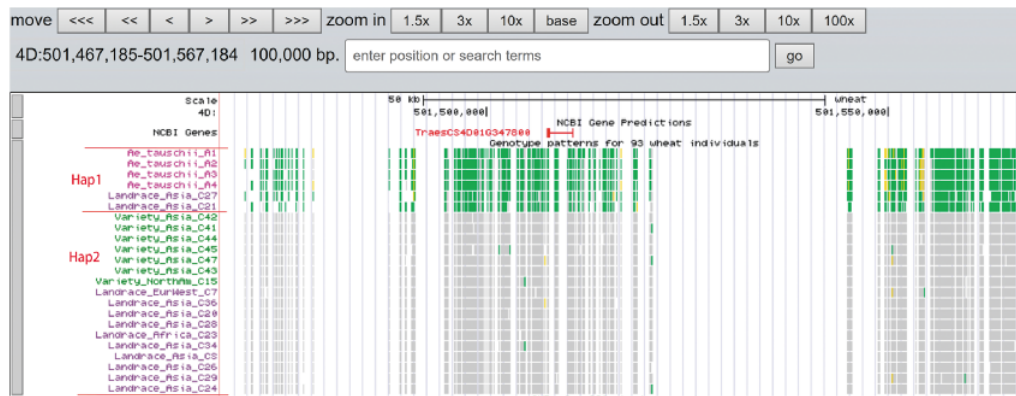 move <<< << < > >> >>> zoom in 1.5x 3x 10x base zoom out 1.5x 3x 10x 100x
4D:501,467,185-501,567,184 100,000 bp. enter position or search terms go
Scale 50 kb wheat
4D: 501,500,000 501,550,000
NCBI Gene Predictions
NCBI Genes TraesCS4D01G347800
Genotype patterns for 93 wheat individuals
Hap1
Ae_tauschii_A1
Ae_tauschii_A2
Ae_tauschii_A3
Ae_tauschii_A4
Landrace_Asia_C27
Landrace_Asia_C21
Hap2
Variety_Asia_C42
Variety_Asia_C41
Variety_Asia_C44
Variety_Asia_C45
Variety_Asia_C47
Variety_Asia_C43
Variety_NorthAm_C15
Landrace_EurWest_C7
Landrace_Asia_C36
Landrace_Asia_C20
Landrace_Asia_C28
Landrace_Africa_C23
Landrace_Asia_C34
Landrace_Asia_CS
Landrace_Asia_C26
Landrace_Asia_C29
Landrace_Asia_C24